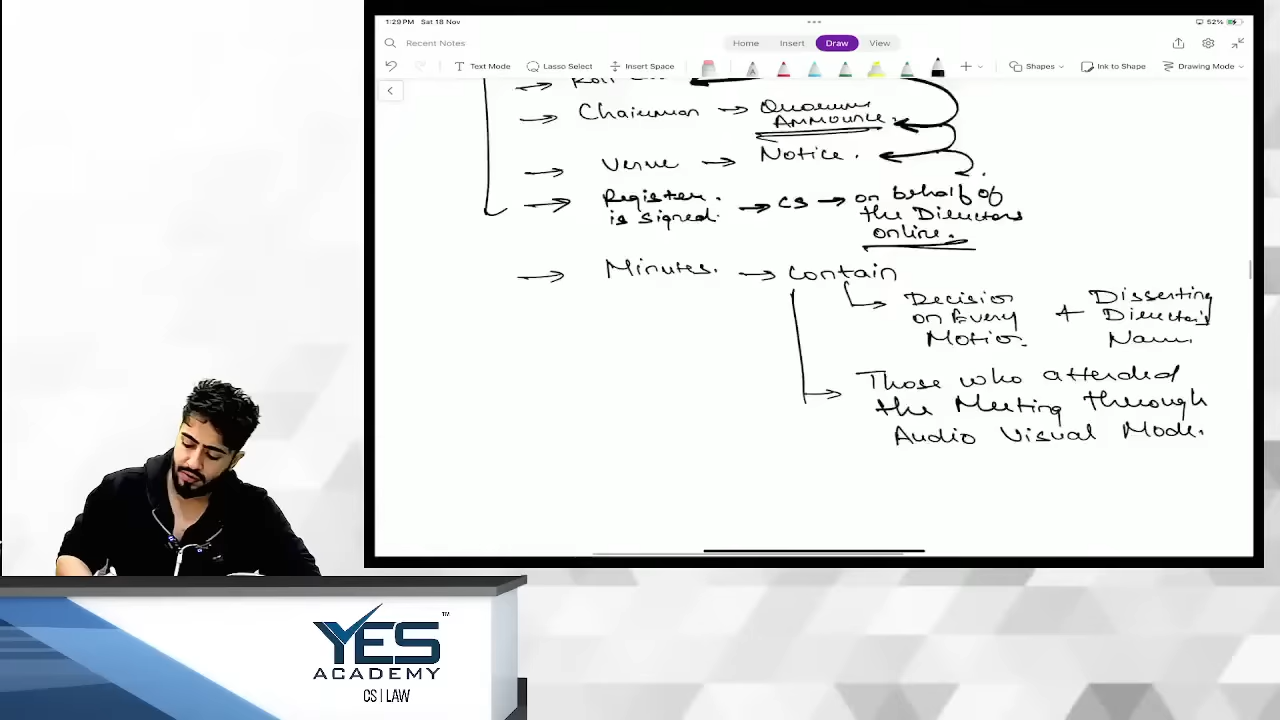 1:29 PM Sat 18 Nov
52%
Recent Notes
Home Insert Draw View
Text Mode Lasso Select Insert Space Shapes Ink to Shape Drawing Mode
Roll
Chairman → Quorum
Announce.
Venue → Notice.
Register is signed. → CS → on behalf of
the Directors
online.
Minutes. → contain
Decision on Every Motion. + Dissenting Director's Name.
Those who attended
the Meeting through
Audio Visual Mode.
YES™
ACADEMY
CS | LAW